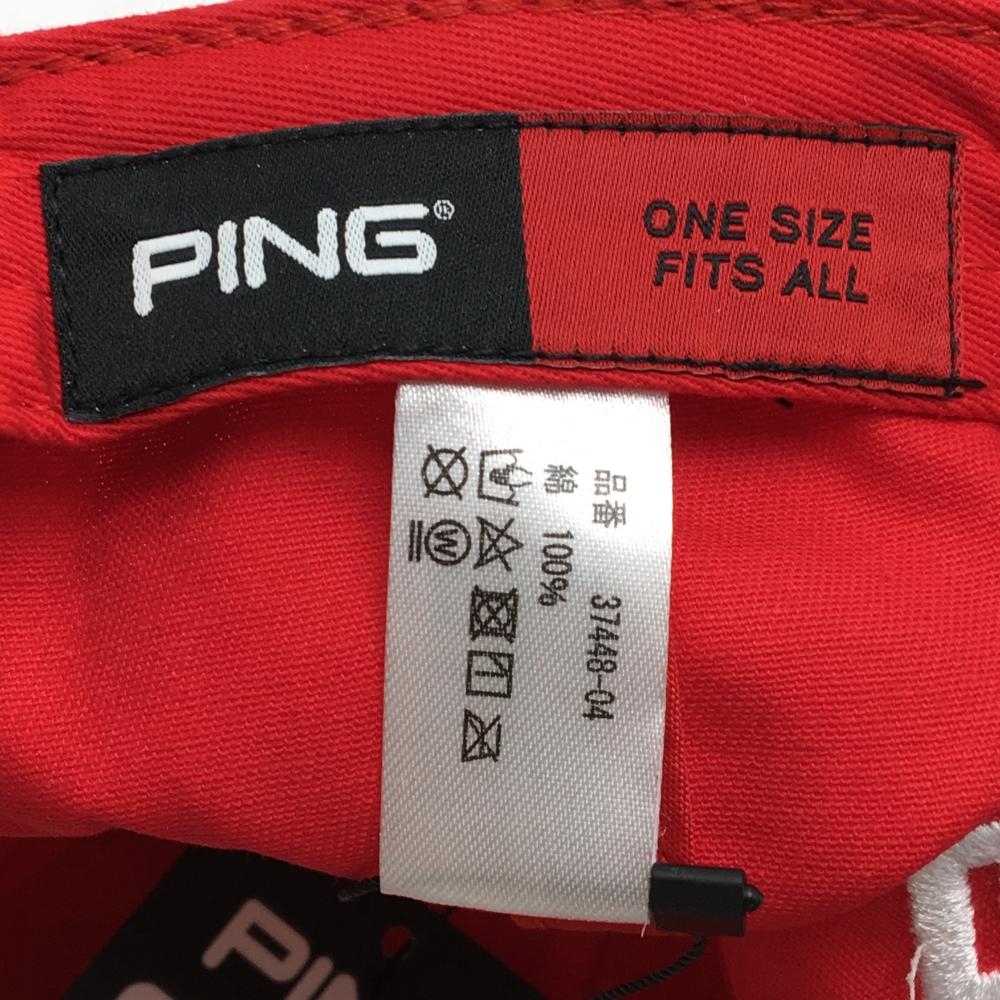 PING®
ONE SIZE
FITS ALL
品番 37448-04
綿 100%
W
PING